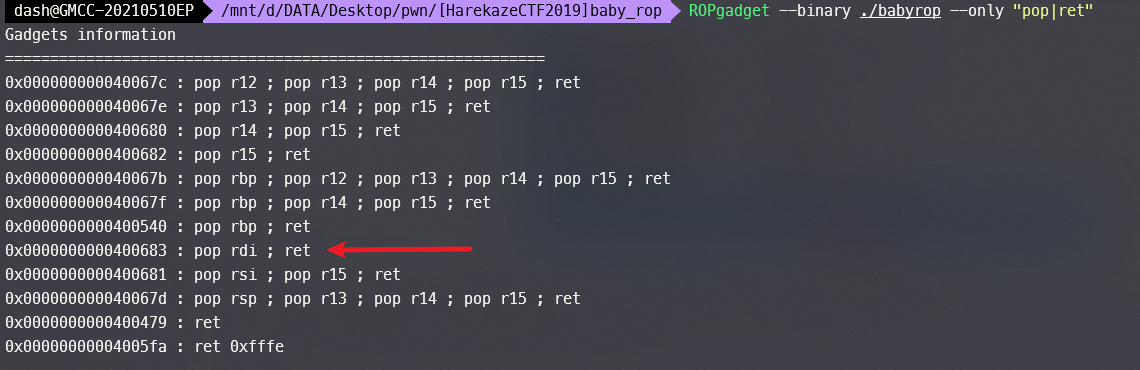 dash@GMCC-20210510EP /mnt/d/DATA/Desktop/pwn/[HarekazeCTF2019]baby_rop ROPgadget --binary ./babyrop --only "pop|ret"
Gadgets information
============================================================
0x000000000040067c : pop r12 ; pop r13 ; pop r14 ; pop r15 ; ret
0x000000000040067e : pop r13 ; pop r14 ; pop r15 ; ret
0x0000000000400680 : pop r14 ; pop r15 ; ret
0x0000000000400682 : pop r15 ; ret
0x000000000040067b : pop rbp ; pop r12 ; pop r13 ; pop r14 ; pop r15 ; ret
0x000000000040067f : pop rbp ; pop r14 ; pop r15 ; ret
0x0000000000400540 : pop rbp ; ret
0x0000000000400683 : pop rdi ; ret
0x0000000000400681 : pop rsi ; pop r15 ; ret
0x000000000040067d : pop rsp ; pop r13 ; pop r14 ; pop r15 ; ret
0x0000000000400479 : ret
0x00000000004005fa : ret 0xfffe